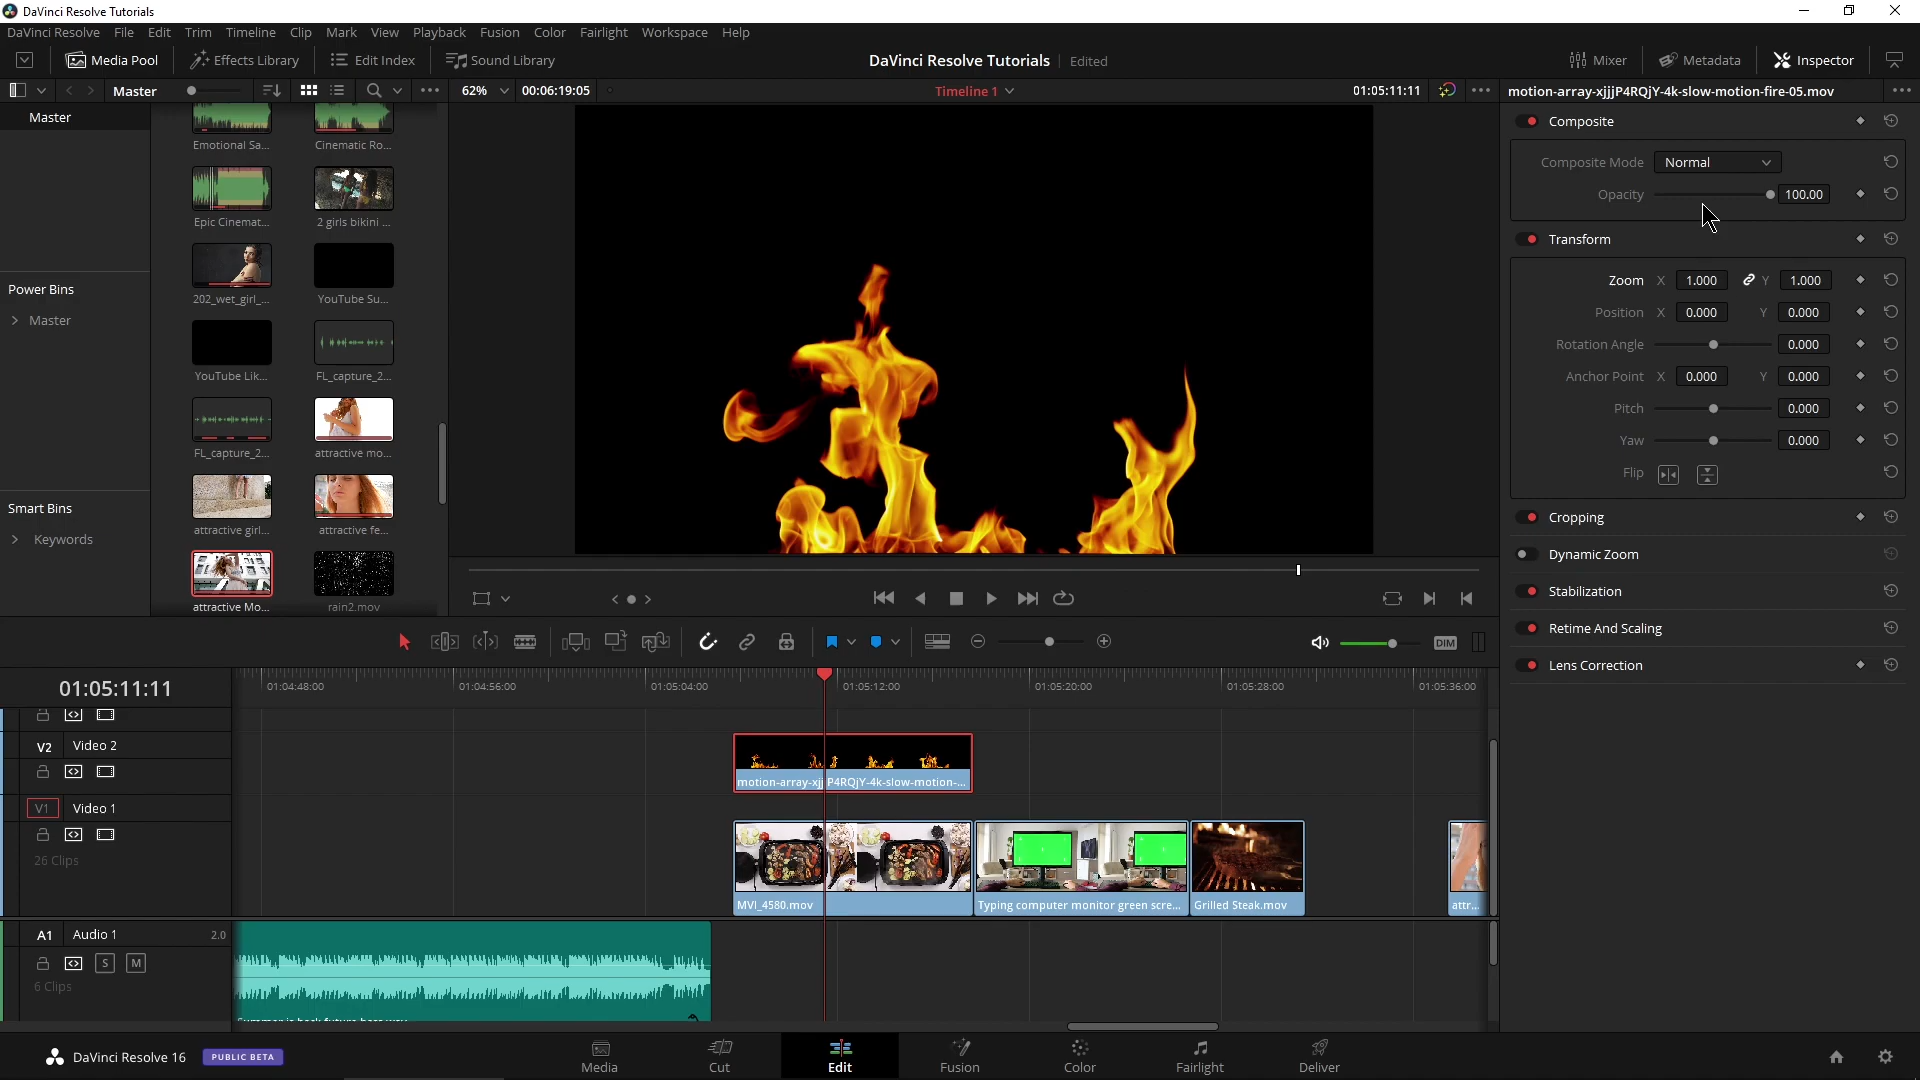 DaVinci Resolve Tutorials
DaVinci Resolve File Edit Trim Timeline Clip Mark View Playback Fusion Color Fairlight Workspace Help
Media Pool Effects Library Edit Index Sound Library DaVinci Resolve Tutorials Edited Mixer Metadata Inspector
Master 62% 00:06:19:05 Timeline 1 01:05:11:11 motion-array-xjjjP4RQjY-4k-slow-motion-fire-05.mov
Master
Power Bins
Master
Smart Bins
Keywords
Emotional Sa... Cinematic Ro...
Epic Cinemat... 2 girls bikini ...
202_wet_girl_... YouTube Su...
YouTube Lik... FL_capture_2...
FL_capture_2... attractive mo...
attractive girl... attractive fe...
attractive Mo... rain2.mov
Composite
Composite Mode Normal
Opacity 100.00
Transform
Zoom X 1.000 Y 1.000
Position X 0.000 Y 0.000
Rotation Angle 0.000
Anchor Point X 0.000 Y 0.000
Pitch 0.000
Yaw 0.000
Flip
Cropping
Dynamic Zoom
Stabilization
Retime And Scaling
Lens Correction
DIM
01:05:11:11 01:04:48:00 01:04:56:00 01:05:04:00 01:05:12:00 01:05:20:00 01:05:28:00 01:05:36:00
V2 Video 2
motion-array-xjj P4RQjY-4k-slow-motion-...
V1 Video 1
26 Clips
MVI_4580.mov Typing computer monitor green scre... Grilled Steak.mov attr...
A1 Audio 1 2.0
S M
6 Clips
DaVinci Resolve 16 PUBLIC BETA Media Cut Edit Fusion Color Fairlight Deliver